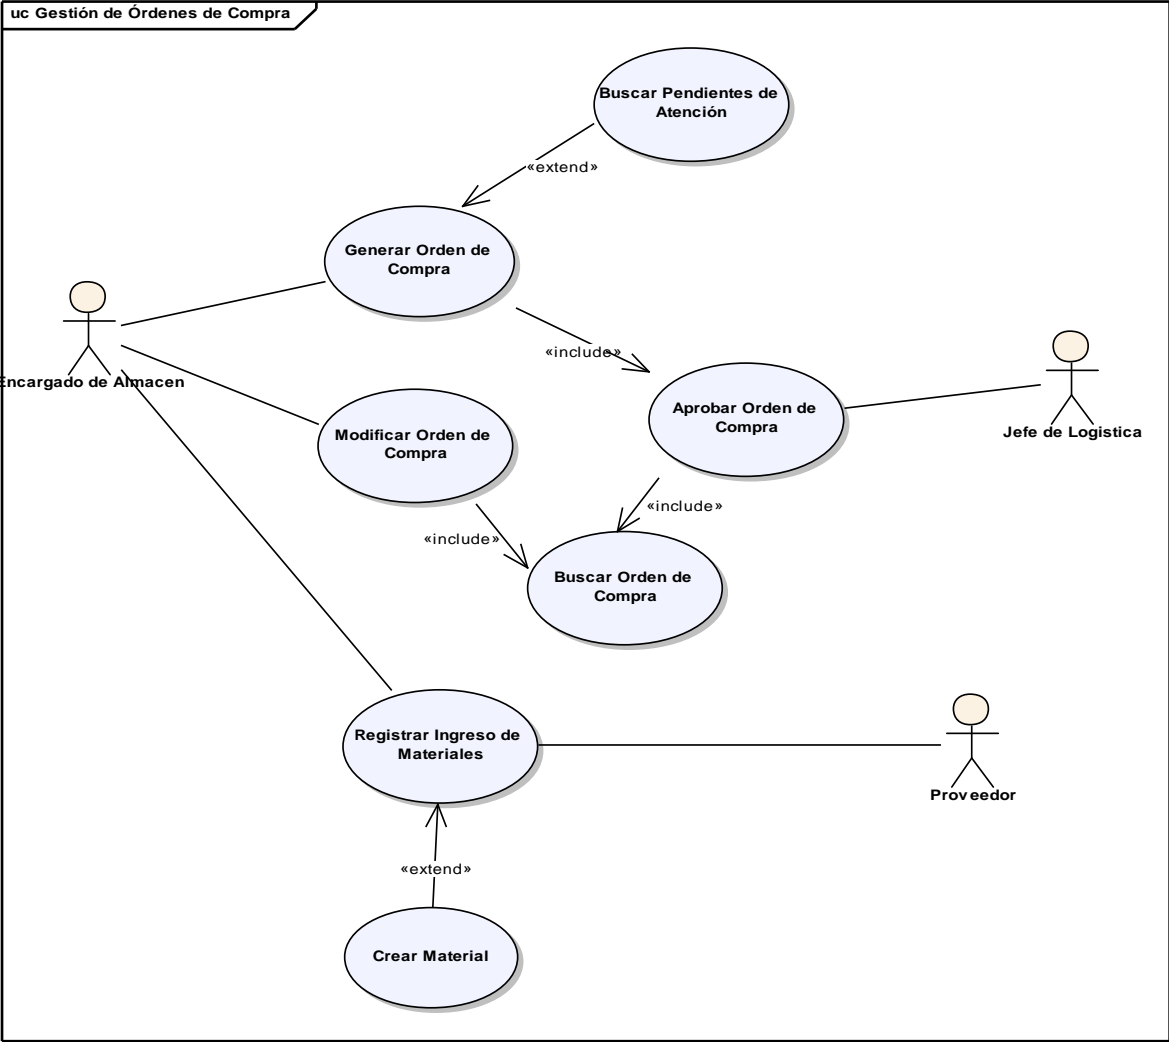 uc Gestión de Órdenes de Compra
Buscar Pendientes de
Atención
«extend»
Generar Orden de
Compra
«include»
Encargado de Almacen
Modificar Orden de
Compra
Aprobar Orden de
Compra
Jefe de Logistica
«include»
«include»
Buscar Orden de
Compra
Registrar Ingreso de
Materiales
Proveedor
«extend»
Crear Material